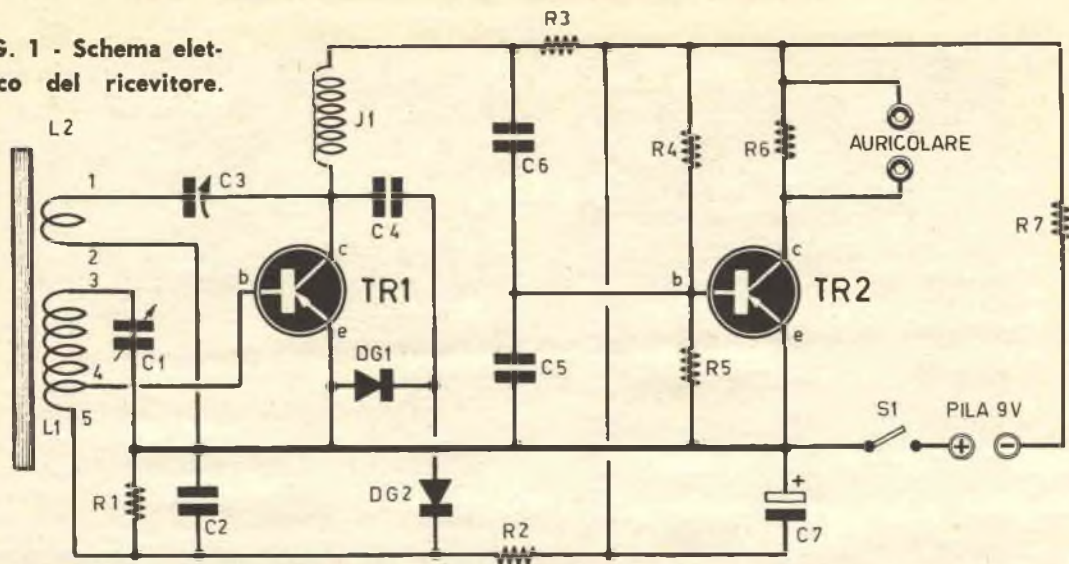 G. 1 - Schema elet-
co del ricevitore.
R3
L2
J1
1
C3
C6
R4
R6
AURICOLARE
C4
2
R7
3
b
c
TR1
b
c
TR2
C1
e
e
4
DG1
C5
R5
L1
5
S1
PILA 9V
+
-
R1
C2
DG2
R2
+
C7